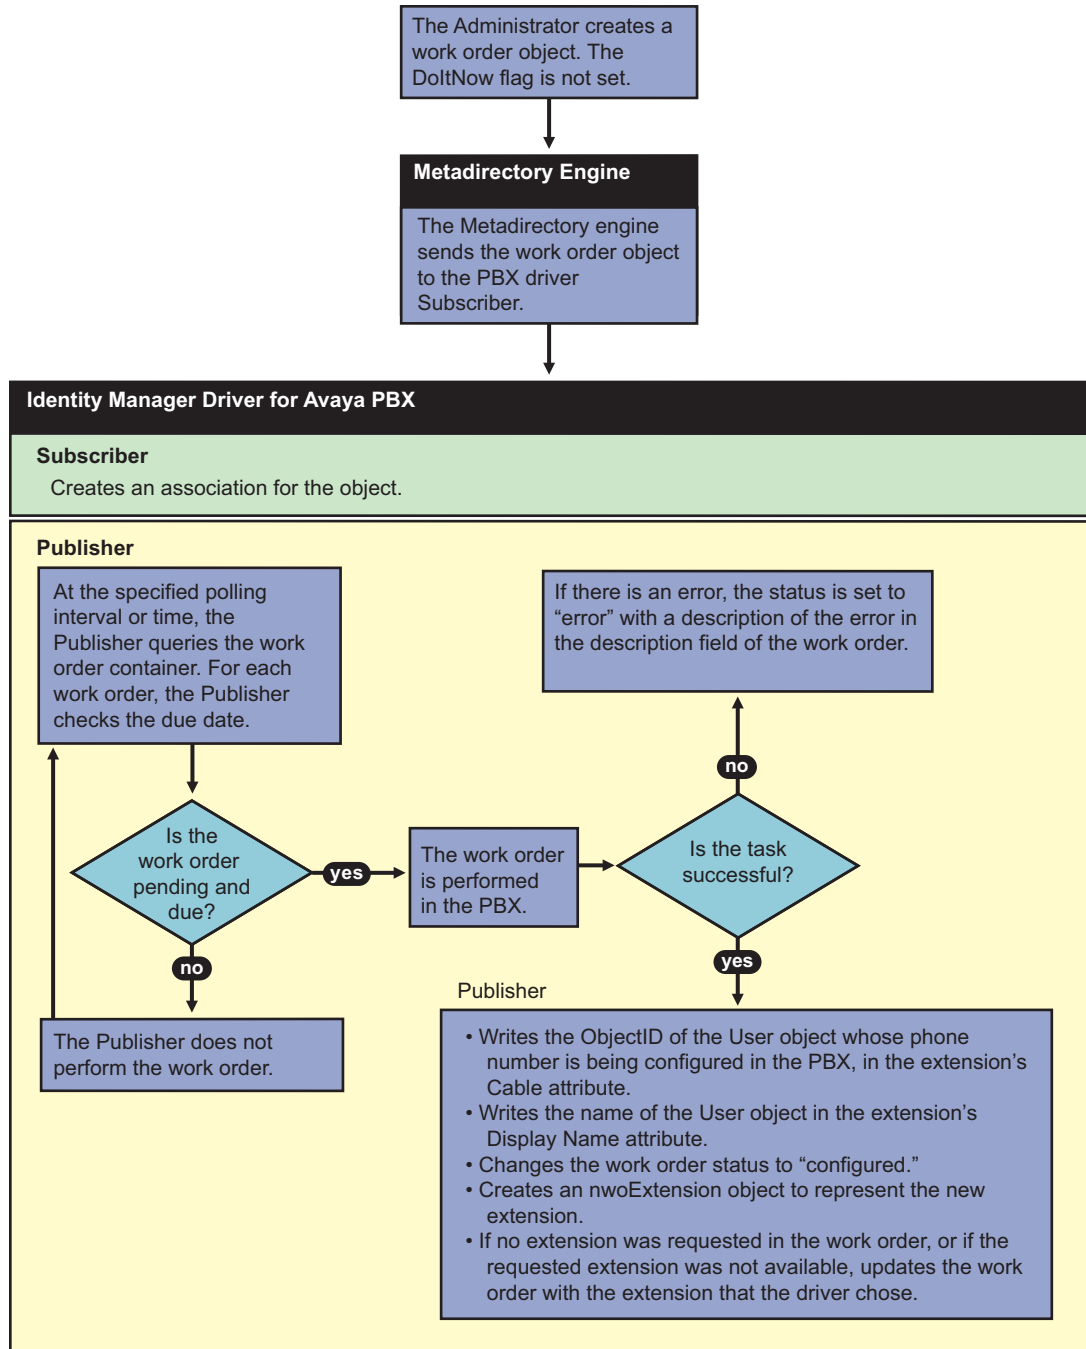 The Administrator creates a
work order object. The
DoItNow flag is not set.
Metadirectory Engine
The Metadirectory engine
sends the work order object
to the PBX driver
Subscriber.
Identity Manager Driver for Avaya PBX
Subscriber
Creates an association for the object.
Publisher
At the specified polling
interval or time, the
Publisher queries the work
order container. For each
work order, the Publisher
checks the due date.
If there is an error, the status is set to
“error” with a description of the error in
the description field of the work order.
no
Is the
work order
pending and
due?
yes
The work order
is performed
in the PBX.
Is the task
successful?
no
yes
The Publisher does not
perform the work order.
Publisher
• Writes the ObjectID of the User object whose phone
number is being configured in the PBX, in the extension’s
Cable attribute.
• Writes the name of the User object in the extension’s
Display Name attribute.
• Changes the work order status to “configured.”
• Creates an nwoExtension object to represent the new
extension.
• If no extension was requested in the work order, or if the
requested extension was not available, updates the work
order with the extension that the driver chose.